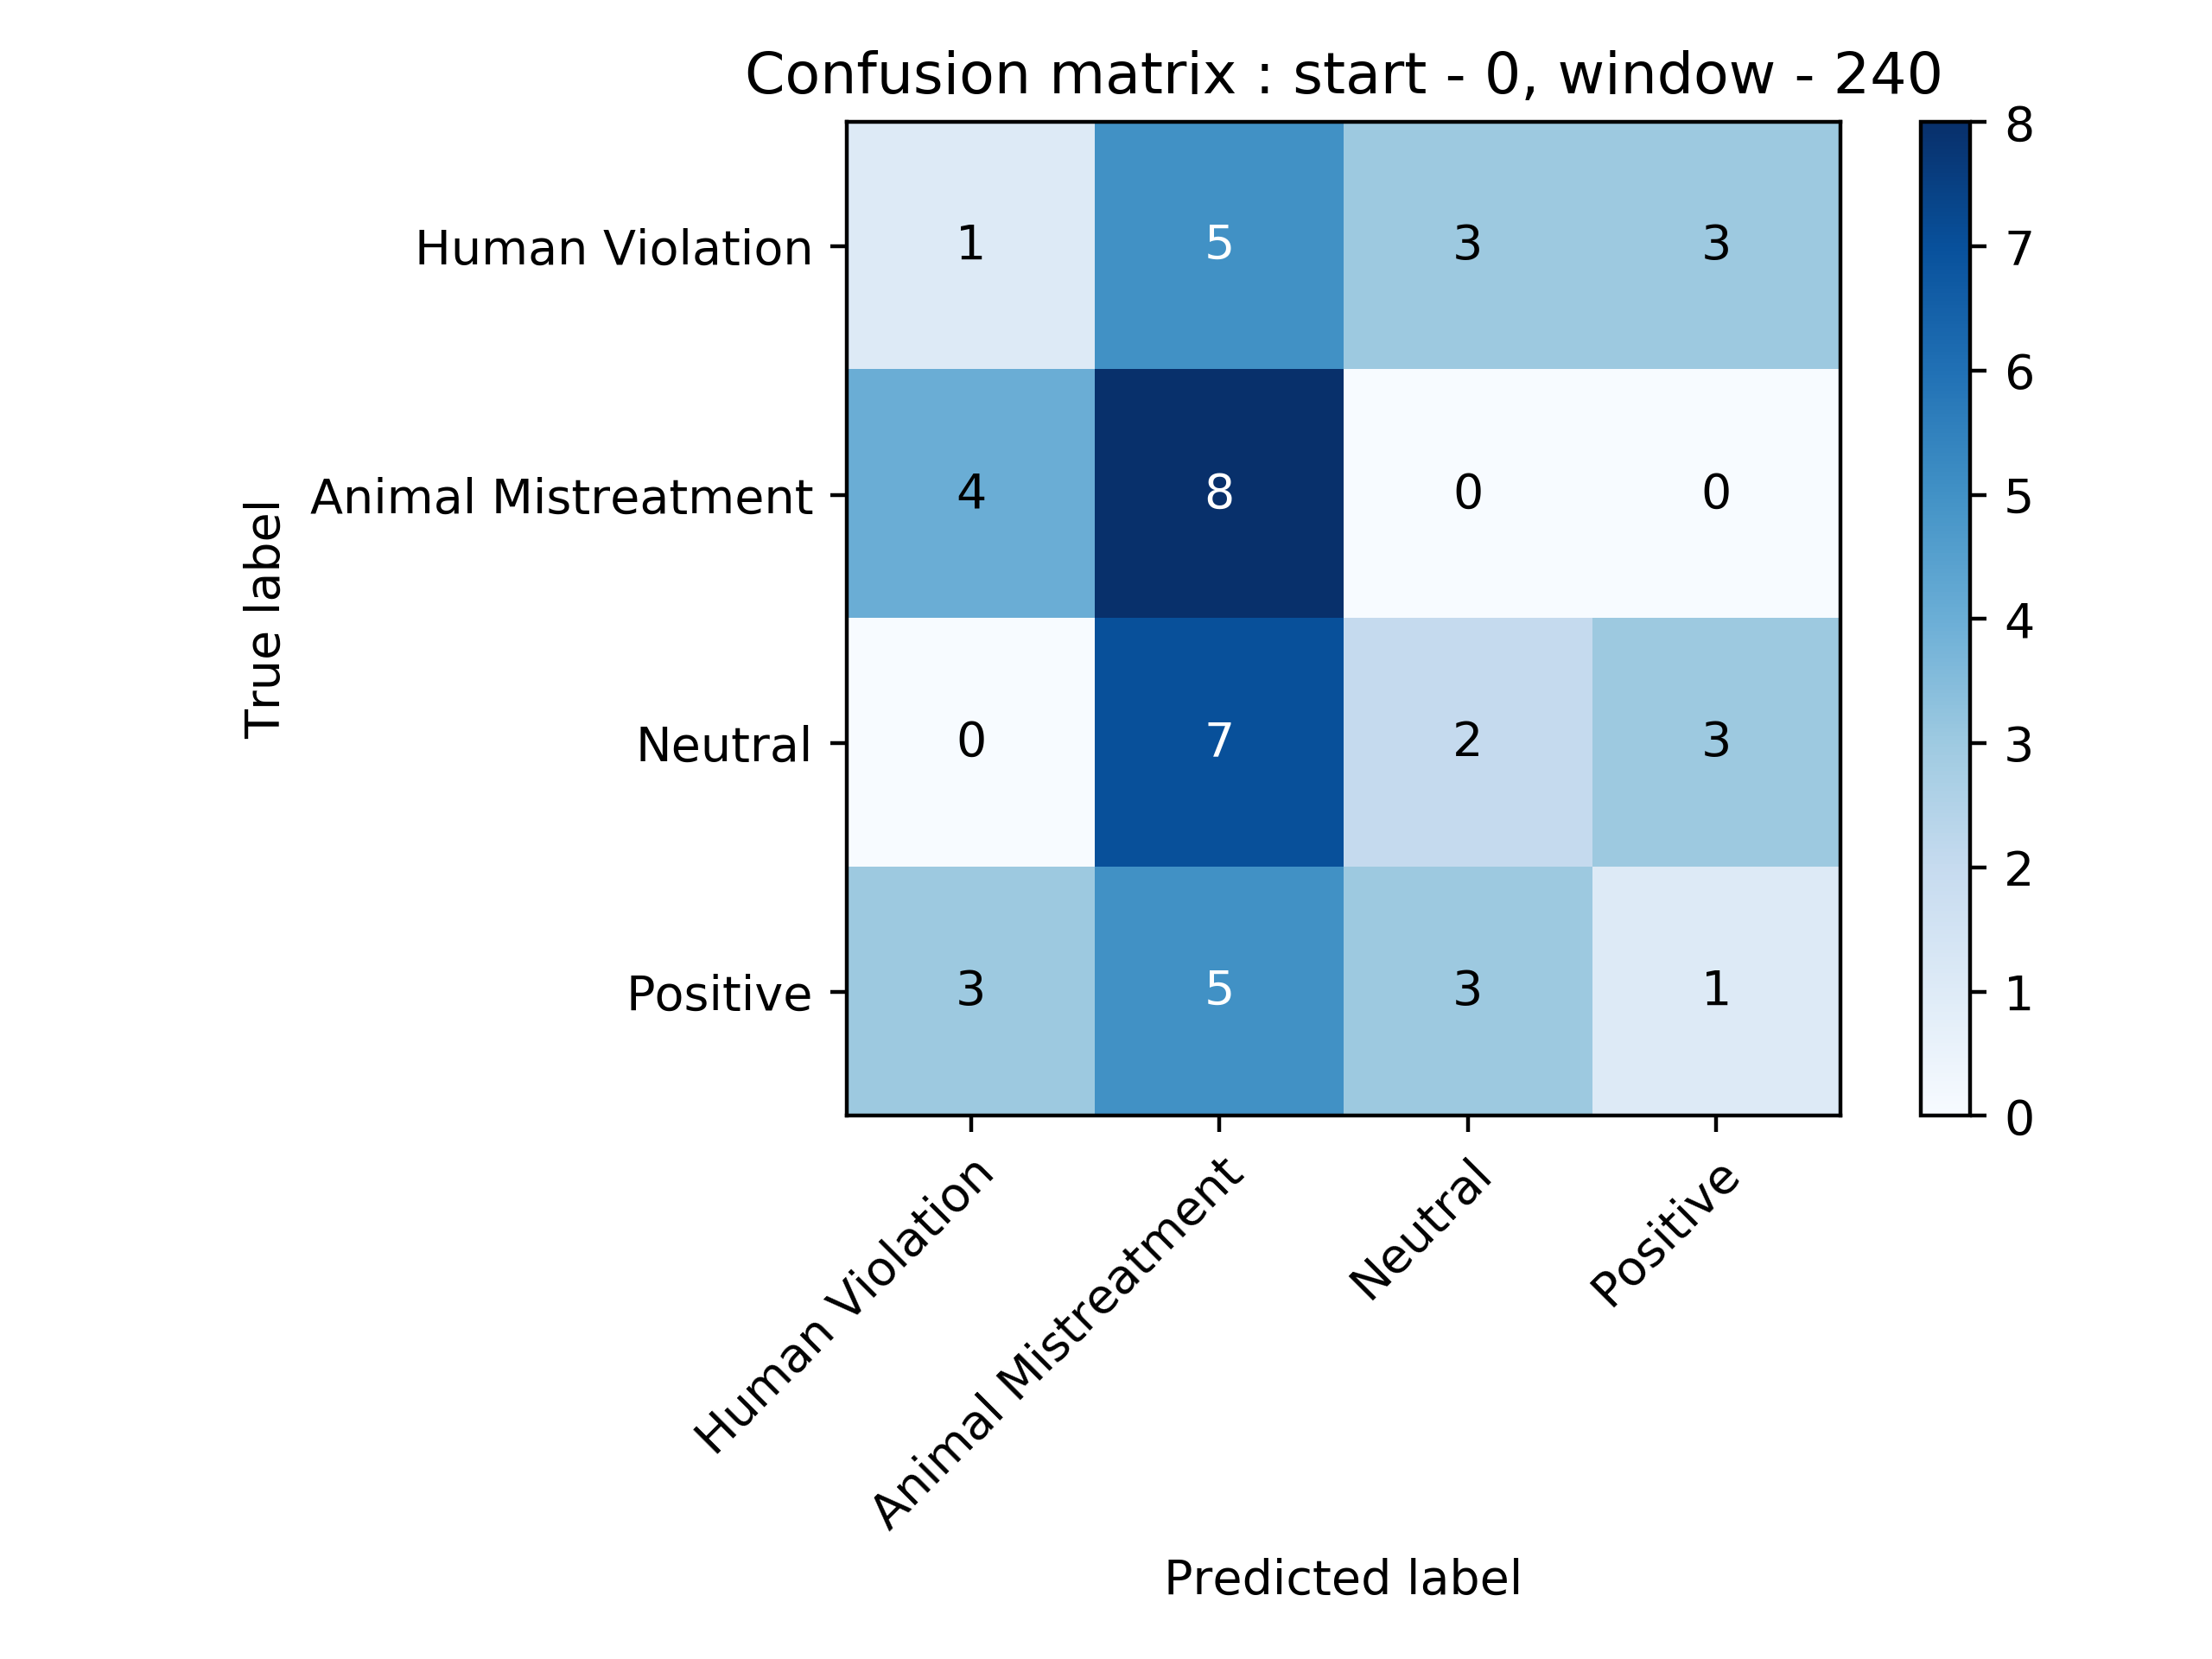 Confusion matrix : start - 0, window - 240
True label
Human Violation
Animal Mistreatment
Neutral
Positive
1 5 3 3
4 8 0 0
0 7 2 3
3 5 3 1
Human Violation
Animal Mistreatment
Neutral
Positive
Predicted label
8
7
6
5
4
3
2
1
0